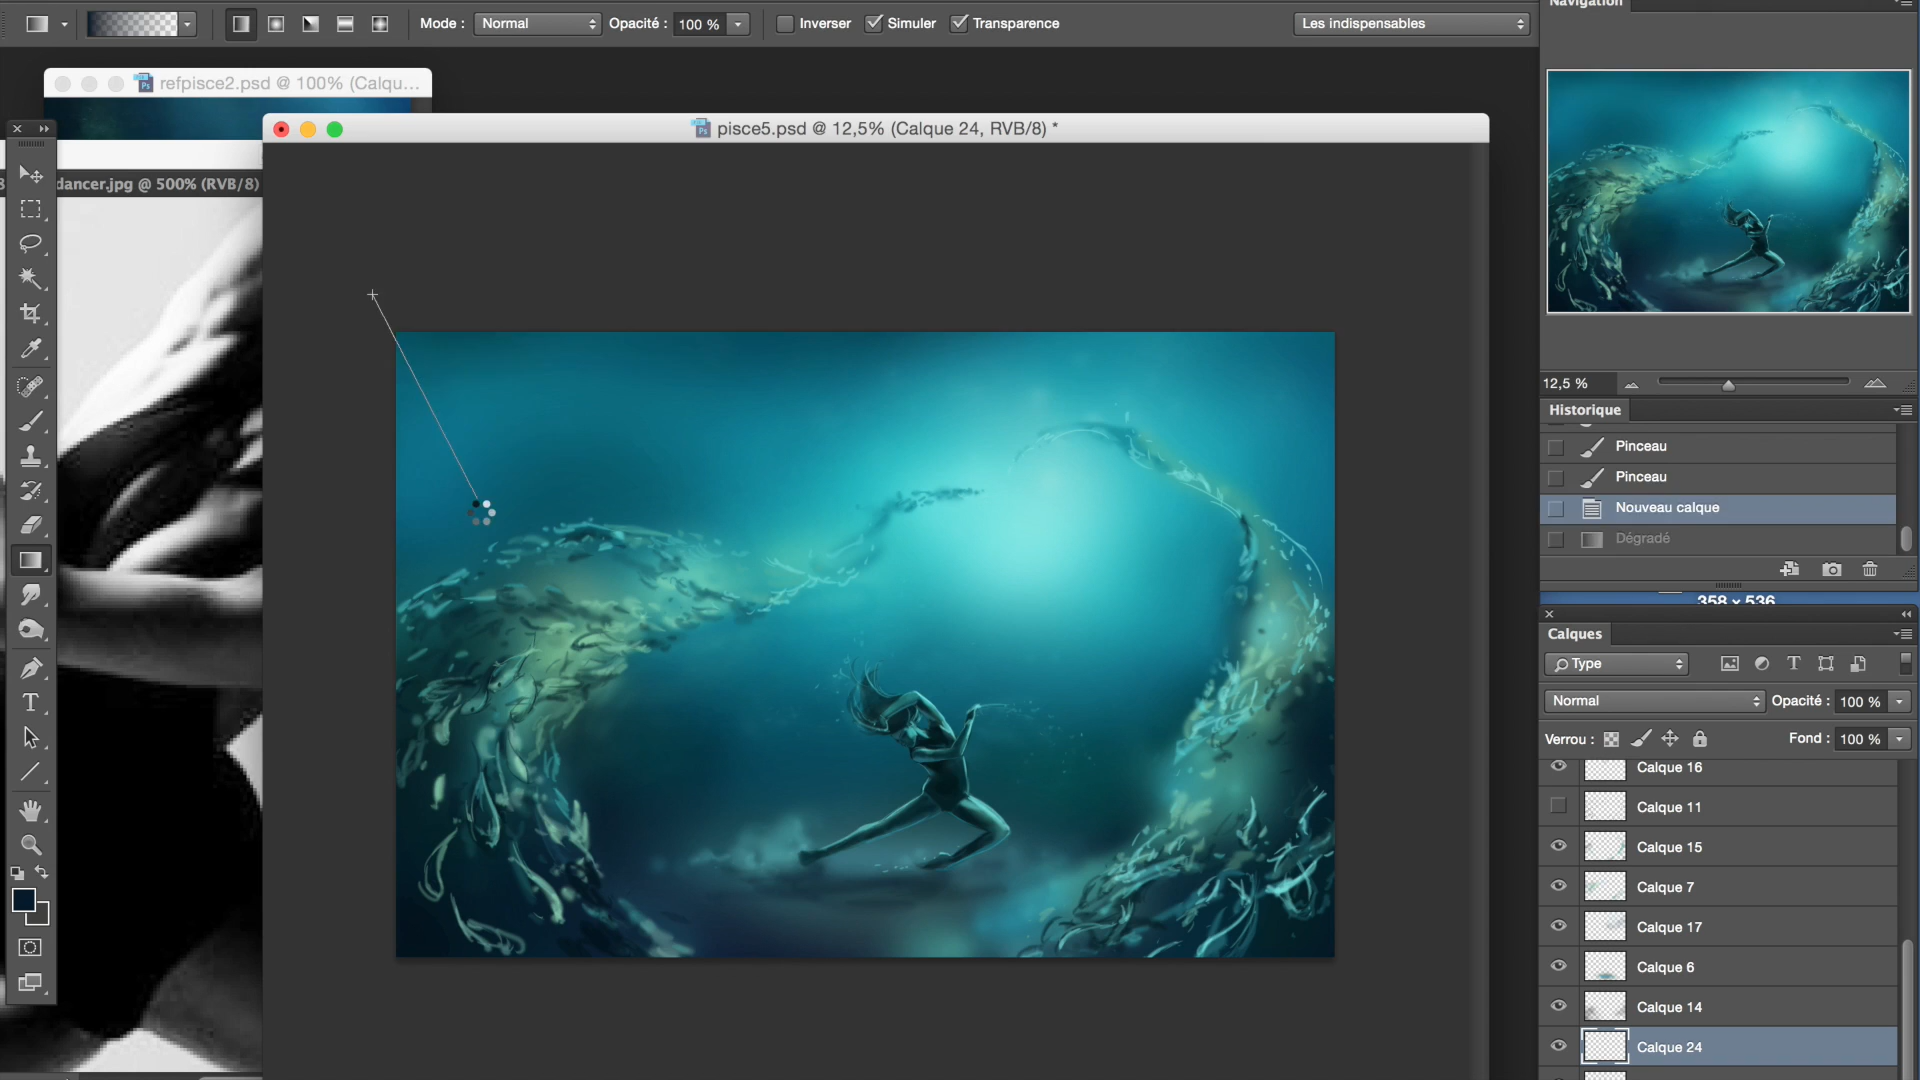 Mode : Normal Opacité : 100 % Inverser Simuler Transparence Les indispensables
Navigation
refpisce2.psd @ 100% (Calqu...
pisce5.psd @ 12,5% (Calque 24, RVB/8) *
dancer.jpg @ 500% (RVB/8)
12,5 %
Historique
Pinceau
Pinceau
Nouveau calque
Dégradé
358 × 536
Calques
Type
Normal Opacité : 100 %
Verrou : Fond : 100 %
Calque 16
Calque 11
Calque 15
Calque 7
Calque 17
Calque 6
Calque 14
Calque 24